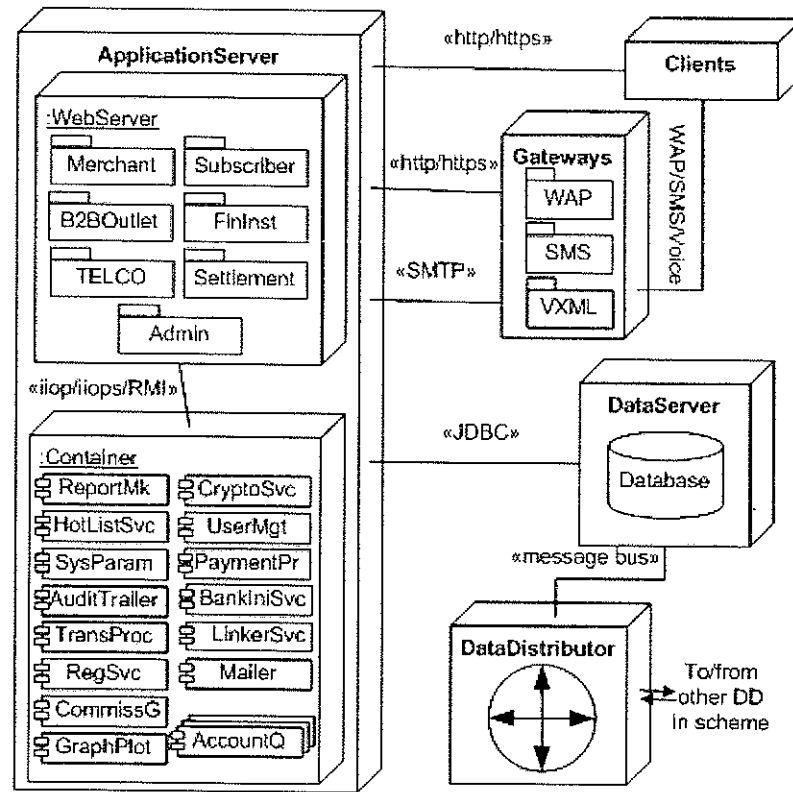 ApplicationServer
:WebServer
Merchant
Subscriber
B2BOutlet
FinInst
TELCO
Settlement
Admin
«iiop/iiops/RMI»
:Container
ReportMk
CryptoSvc
HotListSvc
UserMgt
SysParam
PaymentPr
AuditTrailer
BankIniSvc
TransProc
LinkerSvc
RegSvc
Mailer
CommissG
GraphPlot
AccountQ
«http/https»
Clients
«http/https»
Gateways
WAP
SMS
VXML
WAP/SMS/Voice
«SMTP»
«JDBC»
DataServer
Database
«message bus»
DataDistributor
To/from
other DD
in scheme